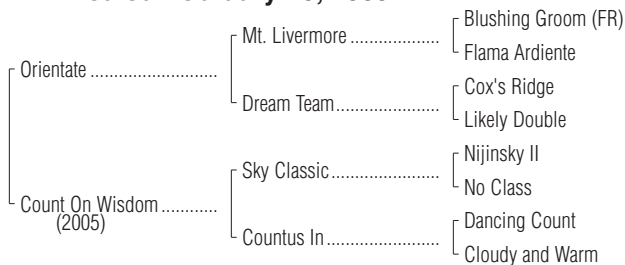 Blushing Groom (FR)
Mt. Livermore
Flama Ardiente
Orientate
Cox's Ridge
Dream Team
Likely Double
Nijinsky II
Sky Classic
No Class
Count On Wisdom
(2005)
Dancing Count
Countus In
Cloudy and Warm